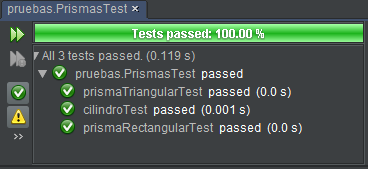 pruebas.PrismasTest ×
Tests passed: 100.00 %
All 3 tests passed. (0.119 s)
pruebas.PrismasTest passed
prismaTriangularTest passed (0.0 s)
cilindroTest passed (0.001 s)
prismaRectangularTest passed (0.0 s)
>>